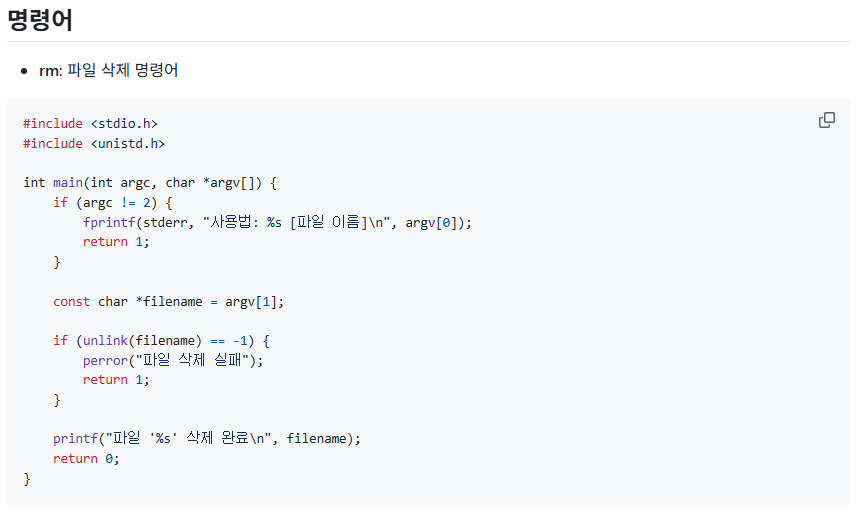 명령어
rm: 파일 삭제 명령어
#include <stdio.h>
#include <unistd.h>
int main(int argc, char *argv[]) {
if (argc != 2) {
fprintf(stderr, "사용법: %s [파일 이름]\n", argv[0]);
return 1;
}
const char *filename = argv[1];
if (unlink(filename) == -1) {
perror("파일 삭제 실패");
return 1;
}
printf("파일 '%s' 삭제 완료\n", filename);
return 0;
}